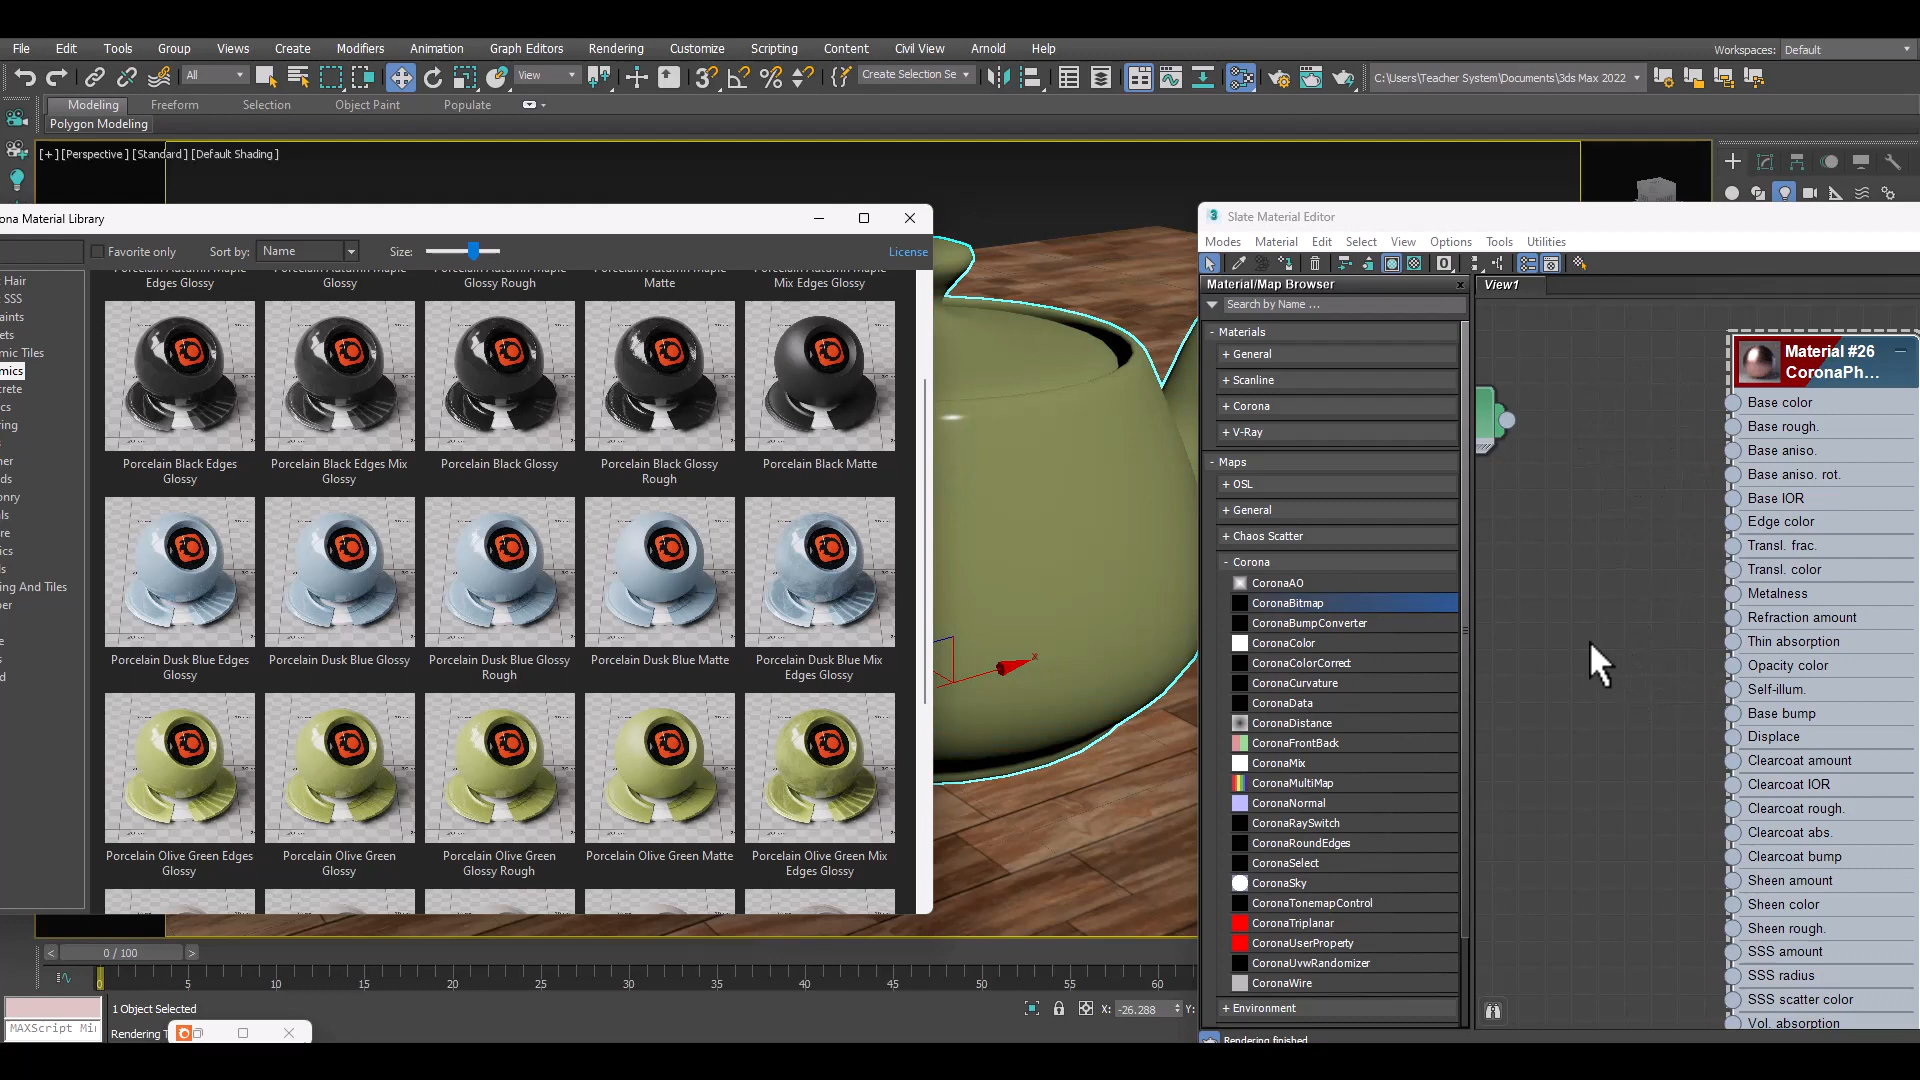 File Edit Tools Group Views Create Modifiers Animation Graph Editors Rendering Customize Scripting Content Civil View Arnold Help
Workspaces: Default
All
View
Create Selection Se
C:\Users\Teacher System\Documents\3ds Max 2022
Modeling Freeform Selection Object Paint Populate
Polygon Modeling
[+] [Perspective] [Standard] [Default Shading]
ona Material Library
Favorite only Sort by: Name Size: License
Hair
SSS
aints
ets
mic Tiles
mics
crete
cs
ring
ner
ds
onry
als
re
ics
ls
ing And Tiles
per
e
s
d
Porcelain Autumn Maple Edges Glossy
Porcelain Autumn Maple Glossy
Porcelain Autumn Maple Glossy Rough
Porcelain Autumn Maple Matte
Porcelain Autumn Maple Mix Edges Glossy
Porcelain Black Edges Glossy
Porcelain Black Edges Mix Glossy
Porcelain Black Glossy
Porcelain Black Glossy Rough
Porcelain Black Matte
Porcelain Dusk Blue Edges Glossy
Porcelain Dusk Blue Glossy
Porcelain Dusk Blue Glossy Rough
Porcelain Dusk Blue Matte
Porcelain Dusk Blue Mix Edges Glossy
Porcelain Olive Green Edges Glossy
Porcelain Olive Green Glossy
Porcelain Olive Green Glossy Rough
Porcelain Olive Green Matte
Porcelain Olive Green Mix Edges Glossy
x
3 Slate Material Editor
Modes Material Edit Select View Options Tools Utilities
Material/Map Browser x
Search by Name ...
- Materials
+ General
+ Scanline
+ Corona
+ V-Ray
- Maps
+ OSL
+ General
+ Chaos Scatter
- Corona
CoronaAO
CoronaBitmap
CoronaBumpConverter
CoronaColor
CoronaColorCorrect
CoronaCurvature
CoronaData
CoronaDistance
CoronaFrontBack
CoronaMix
CoronaMultiMap
CoronaNormal
CoronaRaySwitch
CoronaRoundEdges
CoronaSelect
CoronaSky
CoronaTonemapControl
CoronaTriplanar
CoronaUserProperty
CoronaUvwRandomizer
CoronaWire
+ Environment
Rendering finished
View1
Material #26
CoronaPh...
Base color
Base rough.
Base aniso.
Base aniso. rot.
Base IOR
Edge color
Transl. frac.
Transl. color
Metalness
Refraction amount
Thin absorption
Opacity color
Self-illum.
Base bump
Displace
Clearcoat amount
Clearcoat IOR
Clearcoat rough.
Clearcoat abs.
Clearcoat bump
Sheen amount
Sheen color
Sheen rough.
SSS amount
SSS radius
SSS scatter color
Vol. absorption
< 0 / 100 >
0 5 10 15 20 25 30 35 40 45 50 55 60
1 Object Selected
X: -26.288 Y:
MAXScript Mi
Rendering T